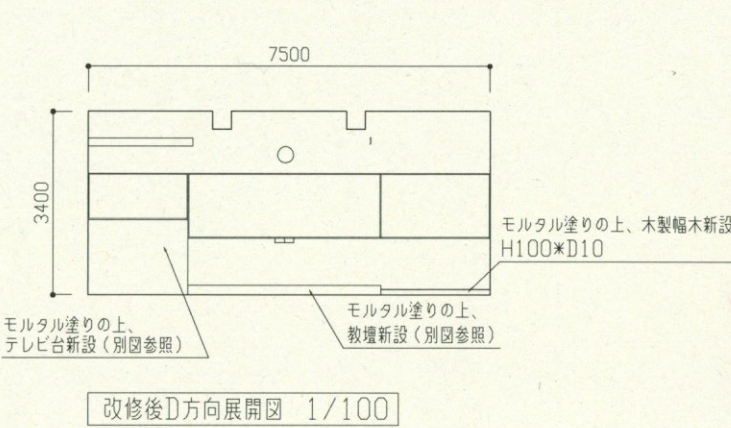 7500
3400
モルタル塗りの上、木製幅木新設
H100*D10
モルタル塗りの上、
テレビ台新設（別図参照）
モルタル塗りの上、
教壇新設（別図参照）
改修後D方向展開図 1/100